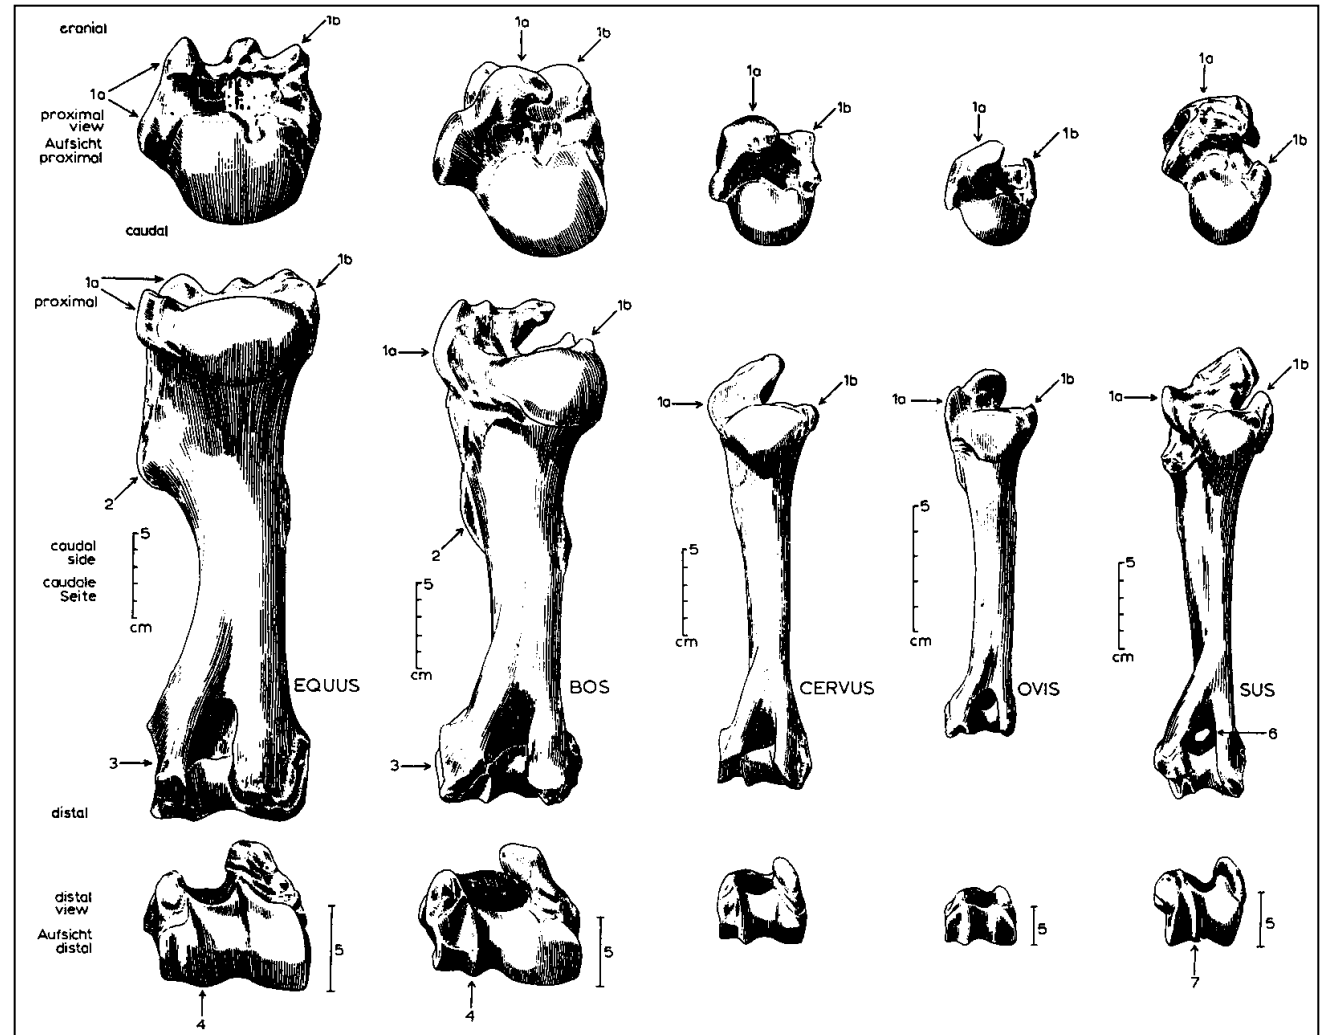 cranial
1a
1b
proximal
view
Aufsicht
proximal
caudal
1a
1b
1a
1b
1a
1b
1a
1b
1a
proximal
1b
2
caudal
side
caudale
Seite
5
cm
EQUUS
3
distal
1a
1b
2
5
cm
BOS
3
1a
1b
5
cm
CERVUS
1a
1b
5
cm
OVIS
1a
1b
5
cm
SUS
6
distal
view
Aufsicht
distal
5
4
5
4
5
5
7